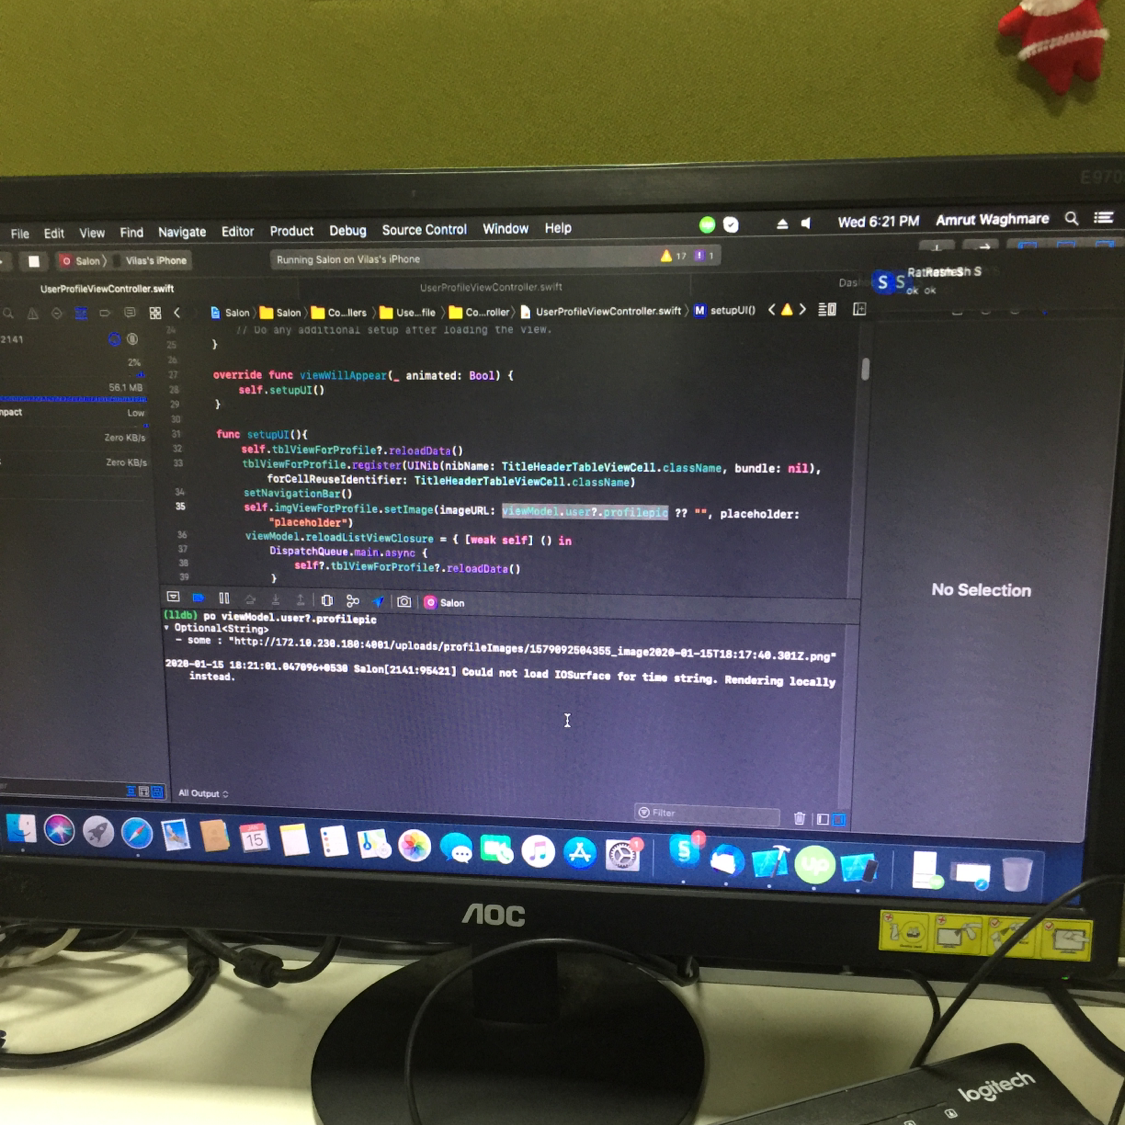 E970
File Edit View Find Navigate Editor Product Debug Source Control Window Help Wed 6:21 PM Amrut Waghmare
Salon Vilas's iPhone Running Salon on Vilas's iPhone 17 1
UserProfileViewController.swift UserProfileViewController.swift
S S
ok ok
Salon Salon Co...llers Use...file Co...roller UserProfileViewController.swift M setupUI()
24 // Do any additional setup after loading the view.
2141 25 }
2% 26
27 override func viewWillAppear(_ animated: Bool) {
56.1 MB 28 self.setupUI()
mpact Low 29 }
30
Zero KB/s 31 func setupUI(){
32 self.tblViewForProfile?.reloadData()
Zero KB/s 33 tblViewForProfile.register(UINib(nibName: TitleHeaderTableViewCell.className, bundle: nil),
forCellReuseIdentifier: TitleHeaderTableViewCell.className)
34 setNavigationBar()
35 self.imgViewForProfile.setImage(imageURL: viewModel.user?.profilepic ?? "", placeholder:
"placeholder")
36 viewModel.reloadListViewClosure = { [weak self] () in
37 DispatchQueue.main.async {
38 self?.tblViewForProfile?.reloadData()
39 }
No Selection
Salon
(lldb) po viewModel.user?.profilepic
Optional<String>
- some : "http://172.10.230.180:4001/uploads/profileImages/1579092504355_image2020-01-15T18:17:40.301Z.png"
2020-01-15 18:21:01.047096+0530 Salon[2141:95421] Could not load IOSurface for time string. Rendering locally
instead.
All Output Filter
15
1
S
1
up
AOC
logitech